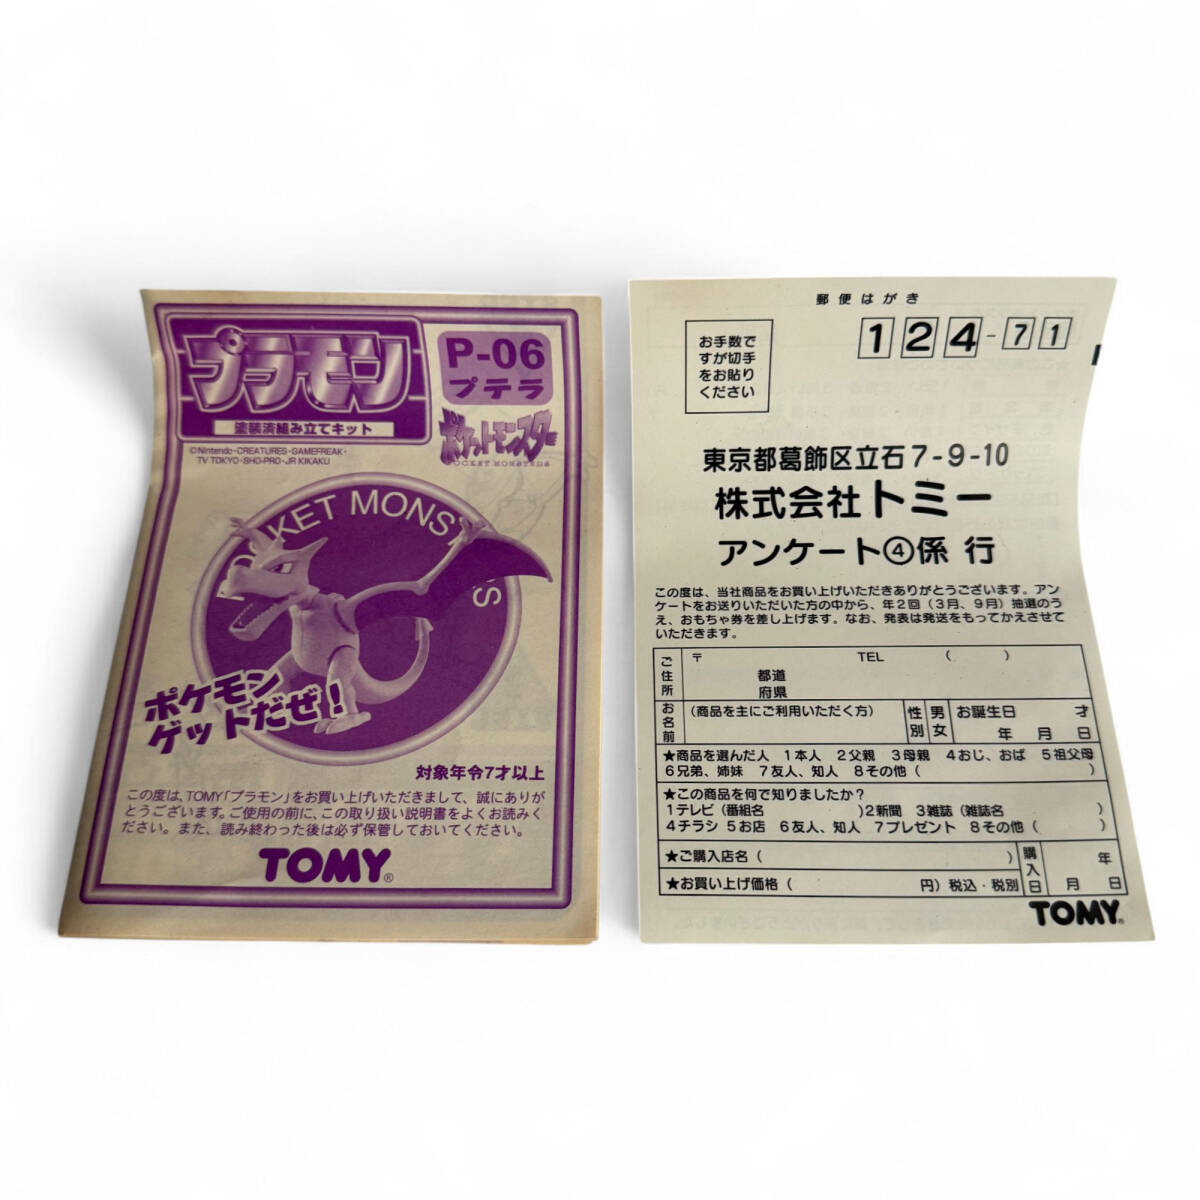 プラモン
塗装済組み立てキット
P-06
プテラ
ポケットモンスター
POCKET MONSTERS
©Nintendo・CREATURES・GAMEFREAK・
TV TOKYO・SHO-PRO・JR KIKAKU
POCKET MONSTERS
ポケモン
ゲットだぜ!
対象年令7才以上
この度は、TOMY「プラモン」をお買い上げいただきまして、誠にありが
とうございます。ご使用の前に、この取り扱い説明書をよくお読みく
ださい。また、読み終わった後は必ず保管しておいてください。
TOMY®
郵便はがき
お手数で
すが切手
をお貼り
ください
124-71
東京都葛飾区立石7-9-10
株式会社トミー
アンケート④係 行
この度は、当社商品をお買い上げいただきありがとうございます。アン
ケートをお送りいただいた方の中から、年2回(3月、9月)抽選のう
え、おもちゃ券を差し上げます。なお、発表は発送をもってかえさせて
いただきます。
ご住所 〒 TEL ( )
都道
府県
お名前 (商品を主にご利用いただく方) 性別 男女 お誕生日 才
年 月 日
★商品を選んだ人 1本人 2父親 3母親 4おじ、おば 5祖父母
6兄弟、姉妹 7友人、知人 8その他( )
★この商品を何で知りましたか?
1テレビ(番組名 )2新聞 3雑誌(雑誌名 )
4チラシ 5お店 6友人、知人 7プレゼント 8その他( )
★ご購入店名( ) 購入日 年
★お買い上げ価格( 円)税込・税別 月 日
TOMY®